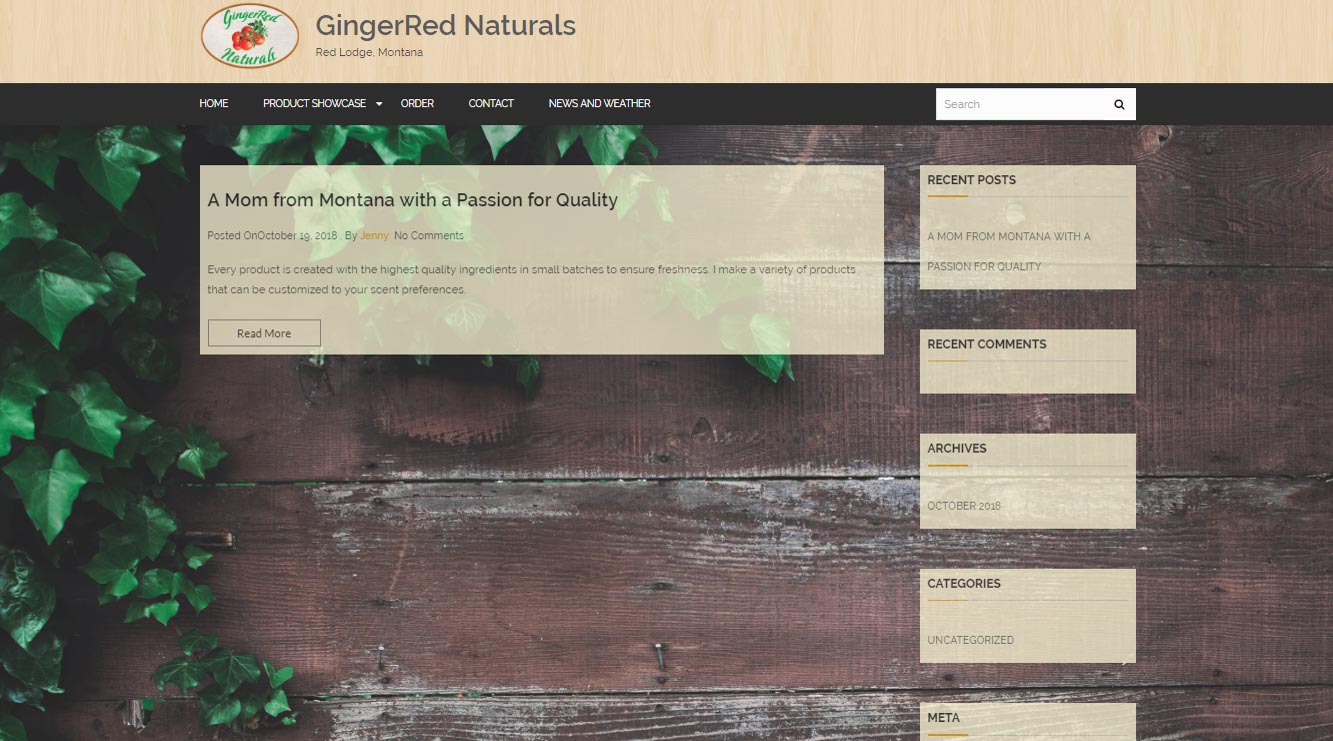 GingerRed
Naturals
GingerRed Naturals
Red Lodge, Montana
HOME PRODUCT SHOWCASE ORDER CONTACT NEWS AND WEATHER Search
A Mom from Montana with a Passion for Quality
Posted OnOctober 19, 2018 , By Jenny No Comments
Every product is created with the highest quality ingredients in small batches to ensure freshness. I make a variety of products
that can be customized to your scent preferences.
Read More
RECENT POSTS
A MOM FROM MONTANA WITH A
PASSION FOR QUALITY
RECENT COMMENTS
ARCHIVES
OCTOBER 2018
CATEGORIES
UNCATEGORIZED
META